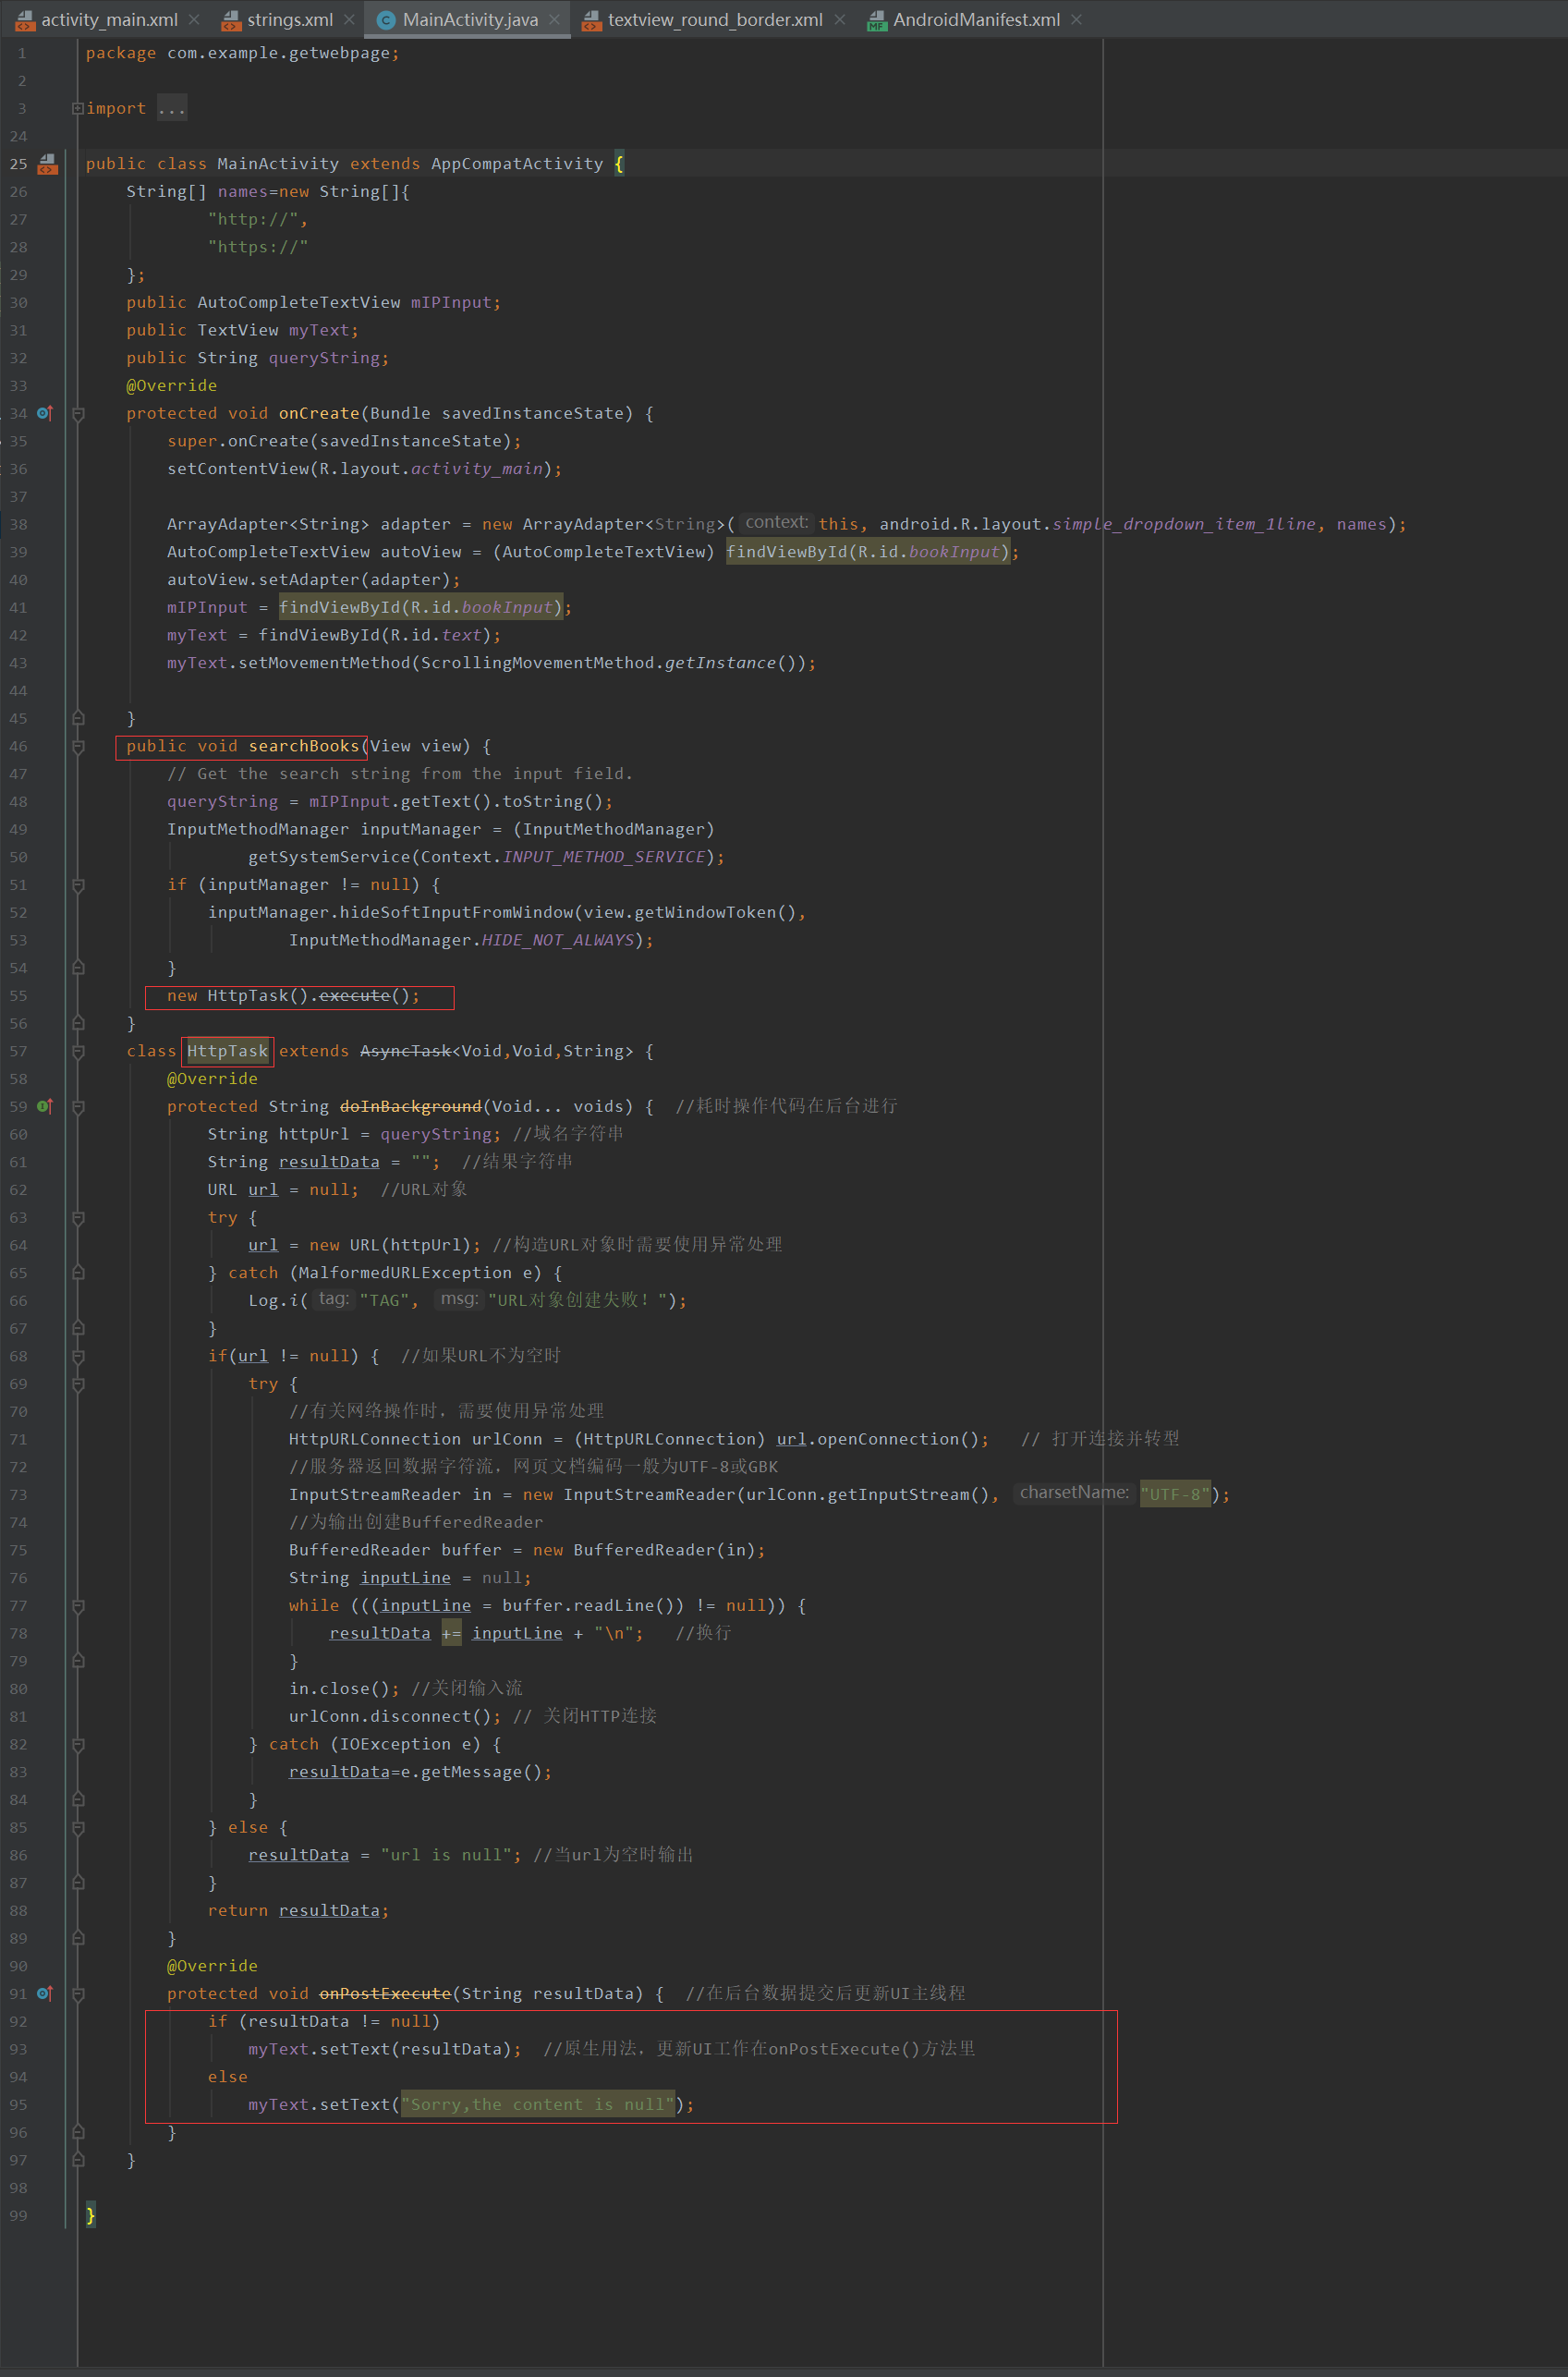 activity_main.xml strings.xml MainActivity.java textview_round_border.xml AndroidManifest.xml
1 package com.example.getwebpage;
2
3 import ...
24
25 public class MainActivity extends AppCompatActivity {
26 String[] names=new String[]{
27 "http://",
28 "https://"
29 };
30 public AutoCompleteTextView mIPInput;
31 public TextView myText;
32 public String queryString;
33 @Override
34 protected void onCreate(Bundle savedInstanceState) {
35 super.onCreate(savedInstanceState);
36 setContentView(R.layout.activity_main);
37
38 ArrayAdapter<String> adapter = new ArrayAdapter<String>( context: this, android.R.layout.simple_dropdown_item_1line, names);
39 AutoCompleteTextView autoView = (AutoCompleteTextView) findViewById(R.id.bookInput);
40 autoView.setAdapter(adapter);
41 mIPInput = findViewById(R.id.bookInput);
42 myText = findViewById(R.id.text);
43 myText.setMovementMethod(ScrollingMovementMethod.getInstance());
44
45 }
46 public void searchBooks(View view) {
47 // Get the search string from the input field.
48 queryString = mIPInput.getText().toString();
49 InputMethodManager inputManager = (InputMethodManager)
50 getSystemService(Context.INPUT_METHOD_SERVICE);
51 if (inputManager != null) {
52 inputManager.hideSoftInputFromWindow(view.getWindowToken(),
53 InputMethodManager.HIDE_NOT_ALWAYS);
54 }
55 new HttpTask().execute();
56 }
57 class HttpTask extends AsyncTask<Void,Void,String> {
58 @Override
59 protected String doInBackground(Void... voids) { //耗时操作代码在后台进行
60 String httpUrl = queryString; //域名字符串
61 String resultData = ""; //结果字符串
62 URL url = null; //URL对象
63 try {
64 url = new URL(httpUrl); //构造URL对象时需要使用异常处理
65 } catch (MalformedURLException e) {
66 Log.i( tag: "TAG", msg: "URL对象创建失败！");
67 }
68 if(url != null) { //如果URL不为空时
69 try {
70 //有关网络操作时，需要使用异常处理
71 HttpURLConnection urlConn = (HttpURLConnection) url.openConnection(); // 打开连接并转型
72 //服务器返回数据字符流，网页文档编码一般为UTF-8或GBK
73 InputStreamReader in = new InputStreamReader(urlConn.getInputStream(), charsetName: "UTF-8");
74 //为输出创建BufferedReader
75 BufferedReader buffer = new BufferedReader(in);
76 String inputLine = null;
77 while (((inputLine = buffer.readLine()) != null)) {
78 resultData += inputLine + "\n"; //换行
79 }
80 in.close(); //关闭输入流
81 urlConn.disconnect(); // 关闭HTTP连接
82 } catch (IOException e) {
83 resultData=e.getMessage();
84 }
85 } else {
86 resultData = "url is null"; //当url为空时输出
87 }
88 return resultData;
89 }
90 @Override
91 protected void onPostExecute(String resultData) { //在后台数据提交后更新UI主线程
92 if (resultData != null)
93 myText.setText(resultData); //原生用法，更新UI工作在onPostExecute()方法里
94 else
95 myText.setText("Sorry,the content is null");
96 }
97 }
98
99 }